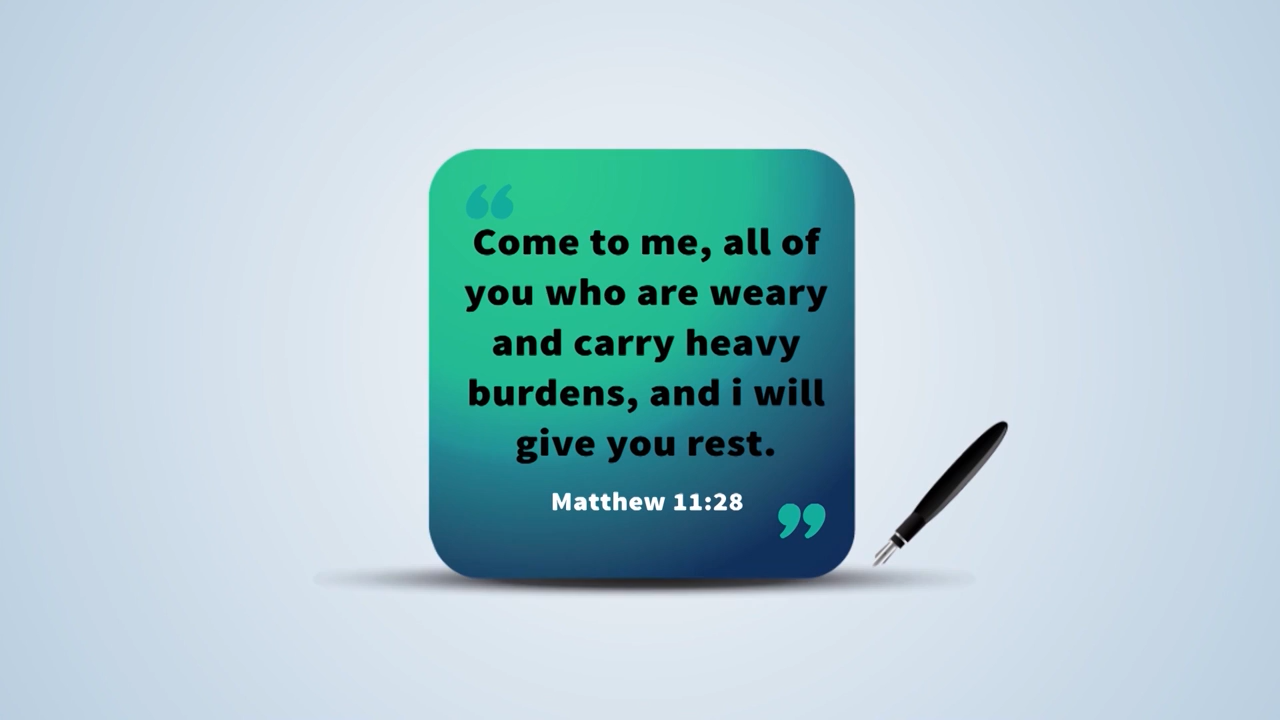 “
Come to me, all of
you who are weary
and carry heavy
burdens, and i will
give you rest.
Matthew 11:28
”